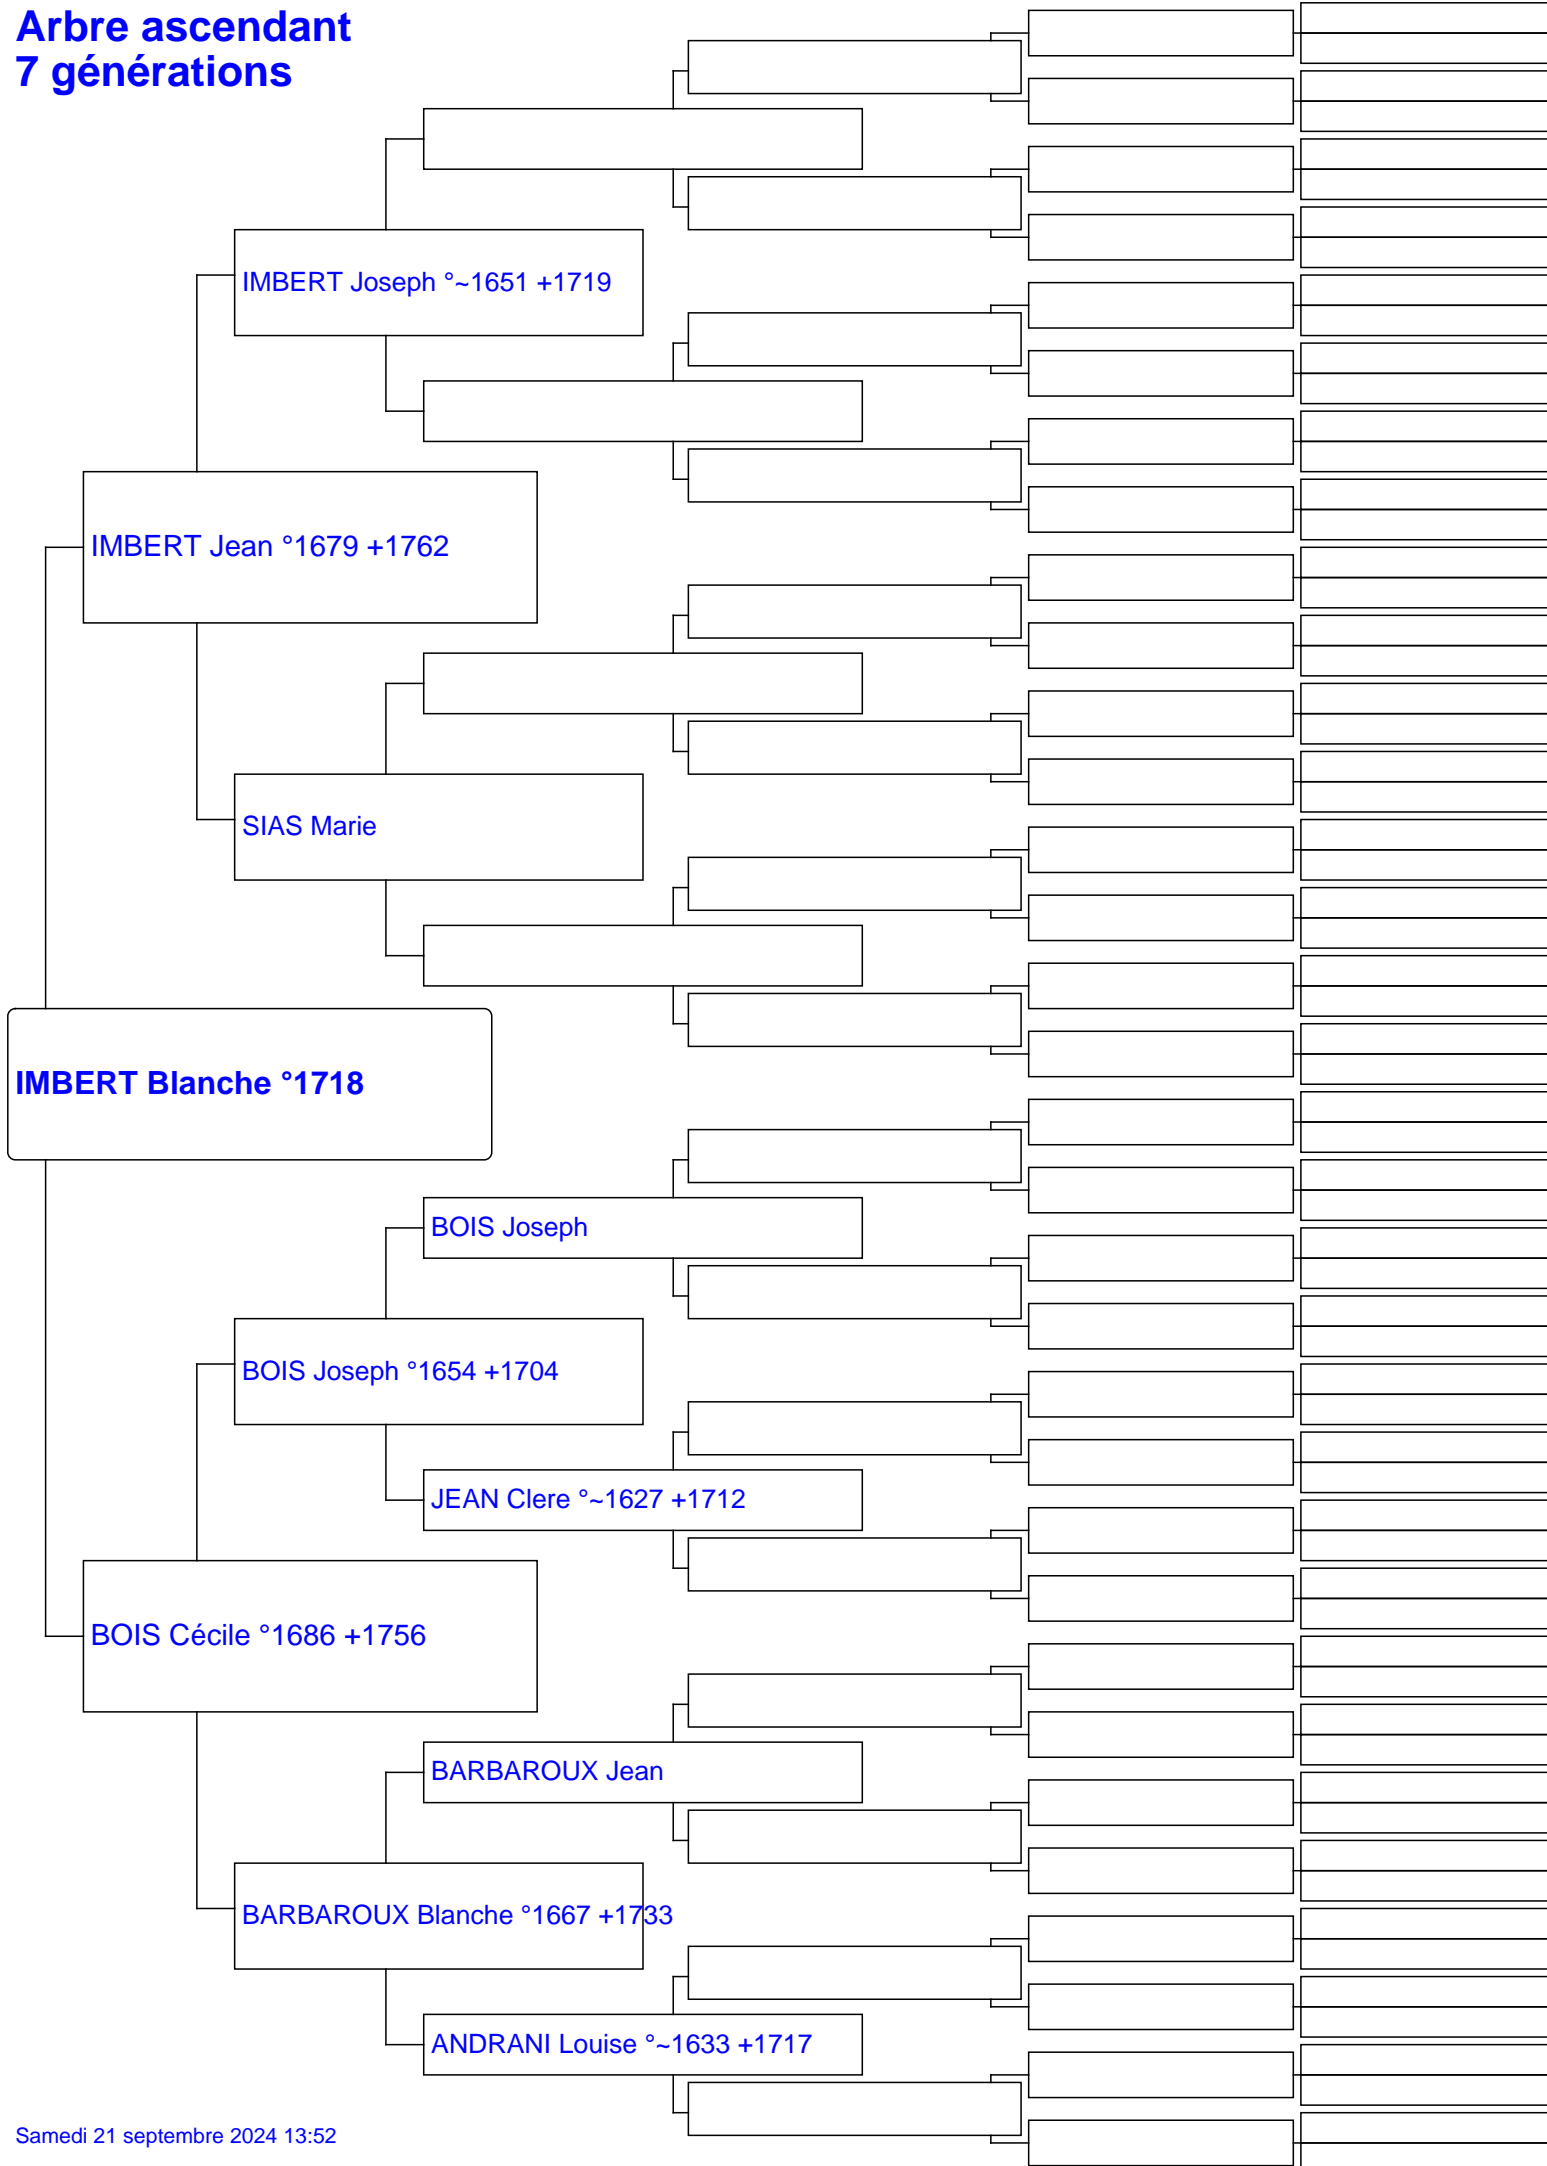 Arbre ascendant
7 générations
IMBERT Joseph °~1651 +1719
IMBERT Jean °1679 +1762
SIAS Marie
IMBERT Blanche °1718
BOIS Joseph
BOIS Joseph °1654 +1704
JEAN Clere °~1627 +1712
BOIS Cécile °1686 +1756
BARBAROUX Jean
BARBAROUX Blanche °1667 +1733
ANDRANI Louise °~1633 +1717
Samedi 21 septembre 2024 13:52